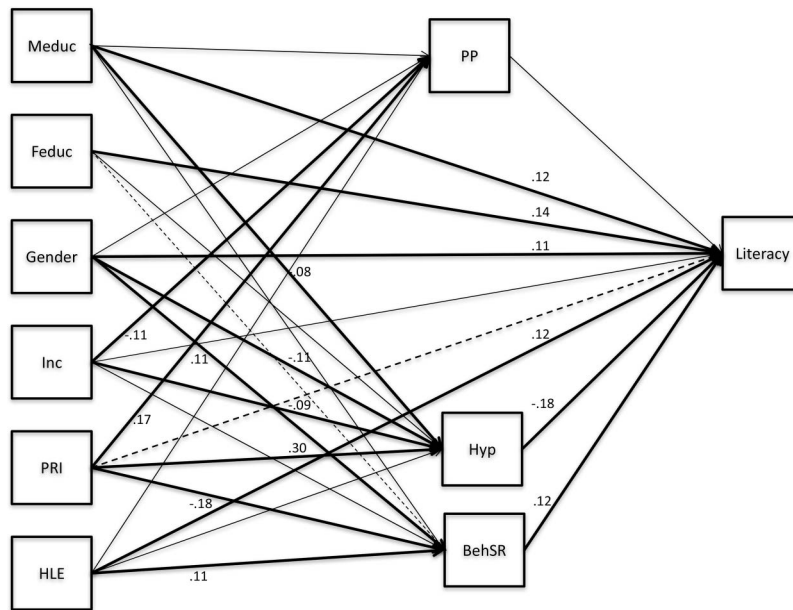 Meduc
PP
Feduc
.12
.14
Gender
.11
Literacy
-.08
Inc
-.11
.11
-.11
.12
-.09
.17
-.18
PRI
.30
Hyp
-.18
.12
HLE
.11
BehSR